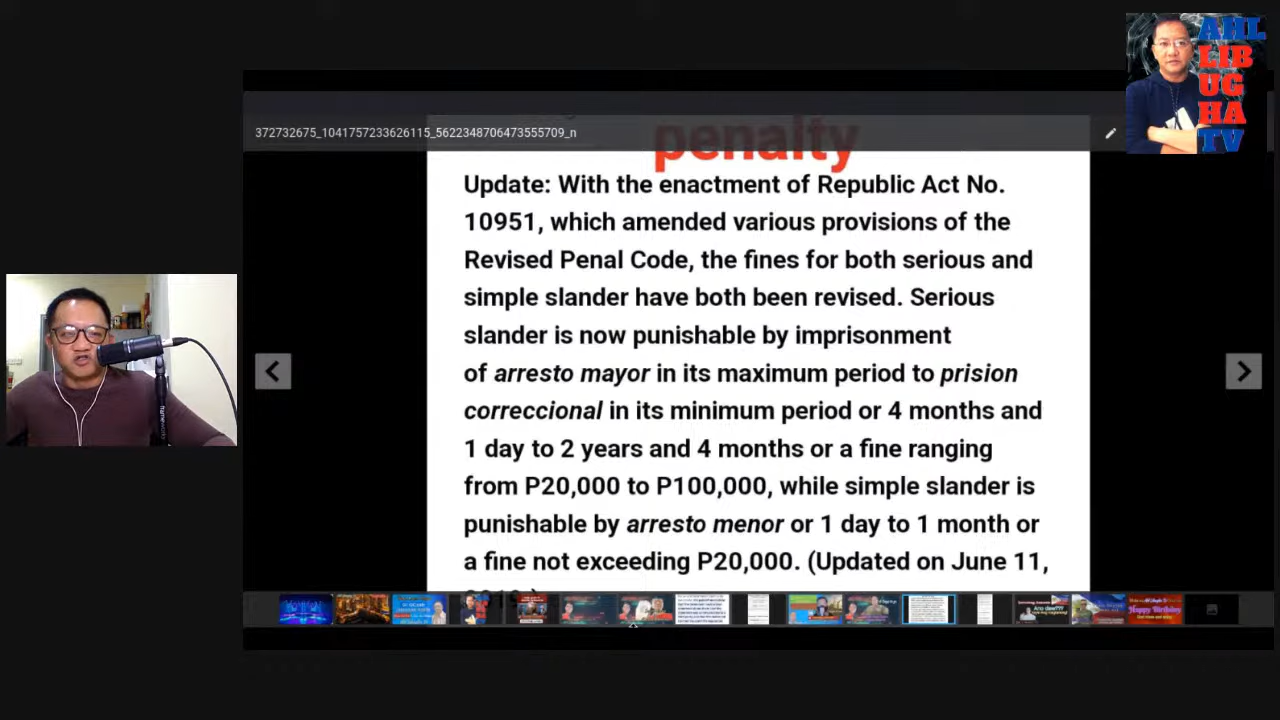 AHL
LIB
UG
HA
TV
372732675_1041757233626115_5622348706473555709_n
penalty
Update: With the enactment of Republic Act No.
10951, which amended various provisions of the
Revised Penal Code, the fines for both serious and
simple slander have both been revised. Serious
slander is now punishable by imprisonment
of arresto mayor in its maximum period to prision
correccional in its minimum period or 4 months and
1 day to 2 years and 4 months or a fine ranging
from P20,000 to P100,000, while simple slander is
punishable by arresto menor or 1 day to 1 month or
a fine not exceeding P20,000. (Updated on June 11,
Happy Birthday